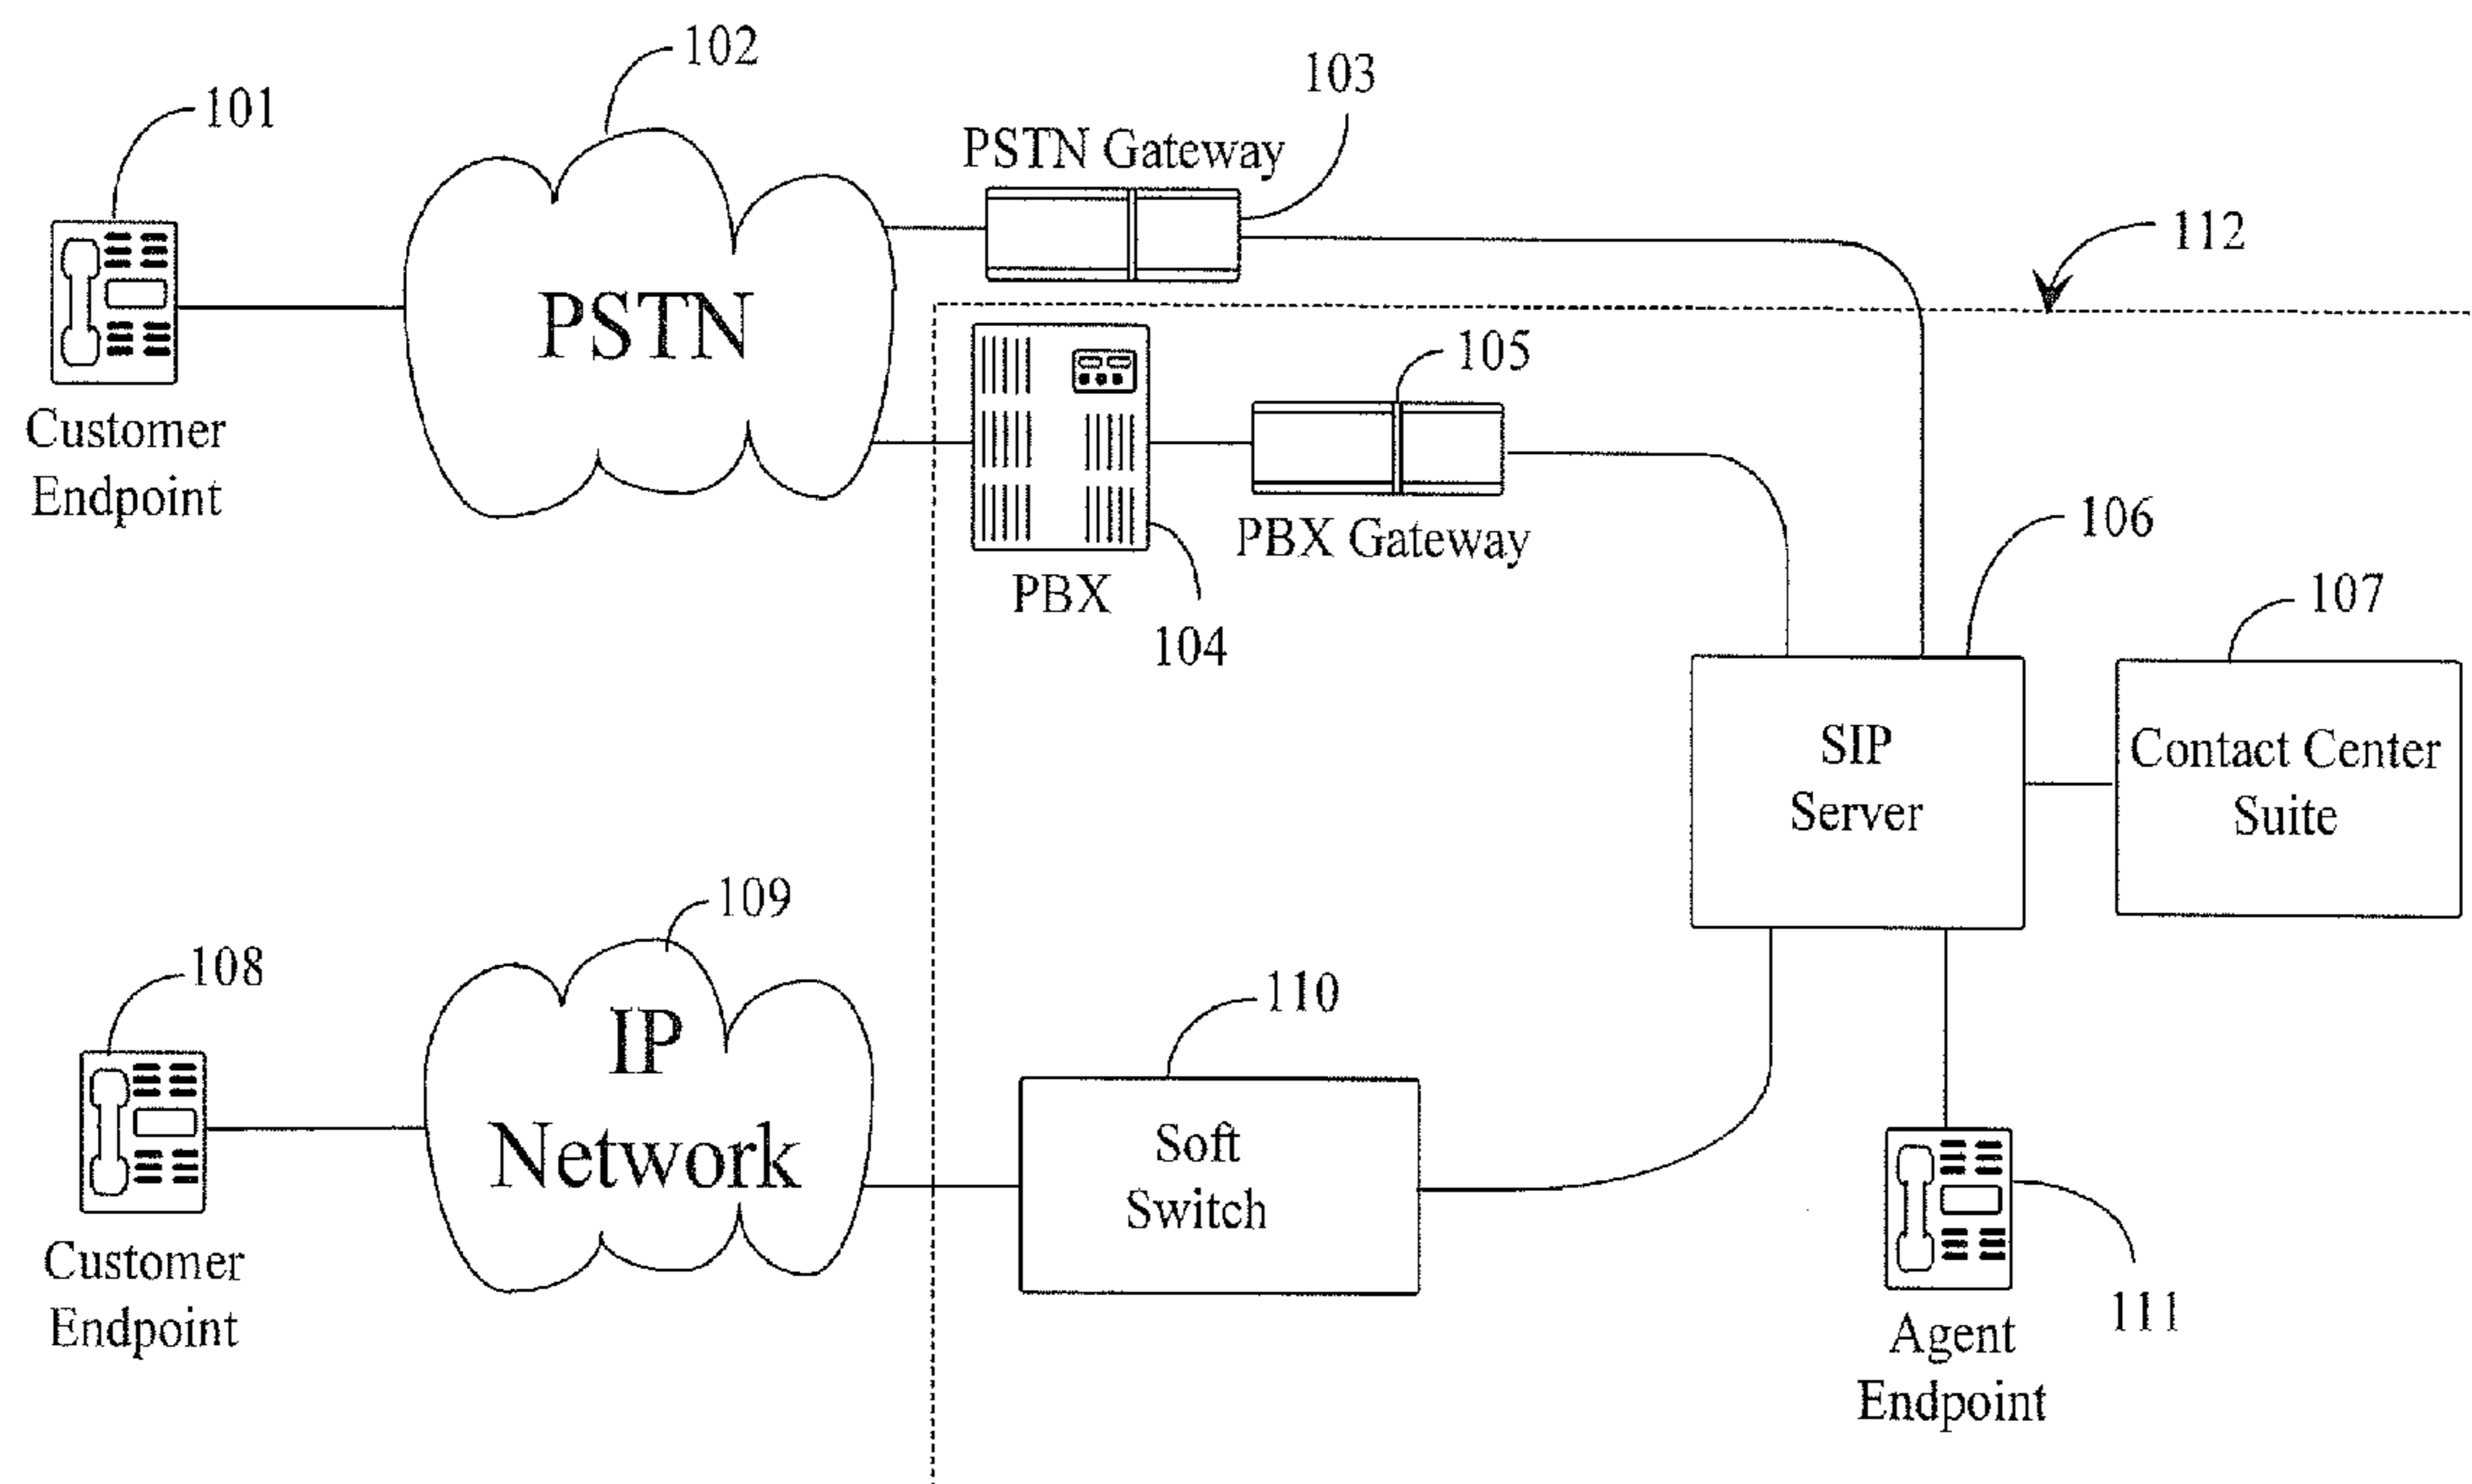 102
103
101
PSTN Gateway
112
PSTN
105
Customer
Endpoint
PBX Gateway
106
PBX
107
104
SIP
Server
Contact Center
Suite
109
108
IP
Network
110
Soft
Switch
Customer
Endpoint
111
Agent
Endpoint